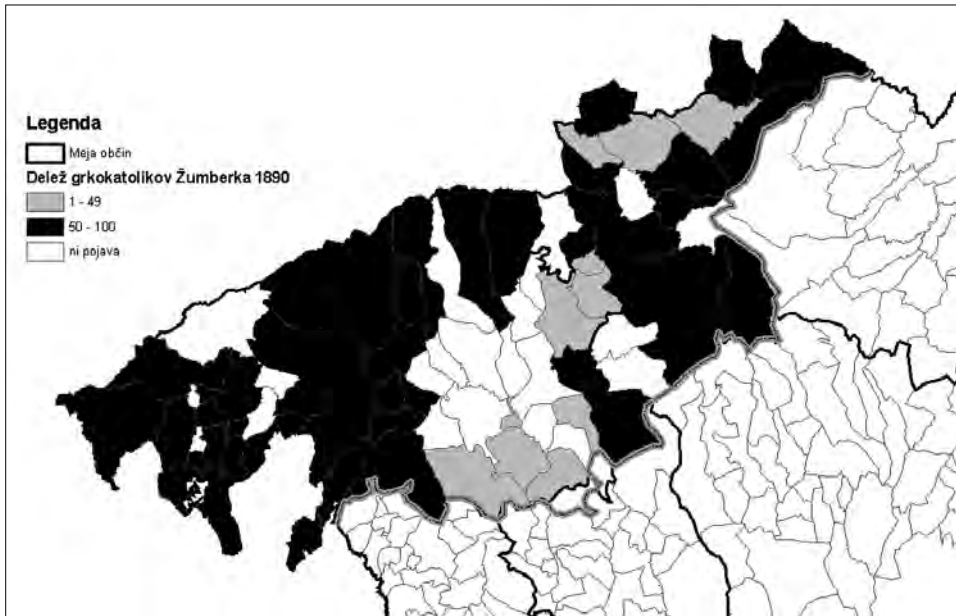 Legenda
Meja občin
Delež grkokatolikov Žumberka 1890
1 - 49
50 - 100
ni pojava